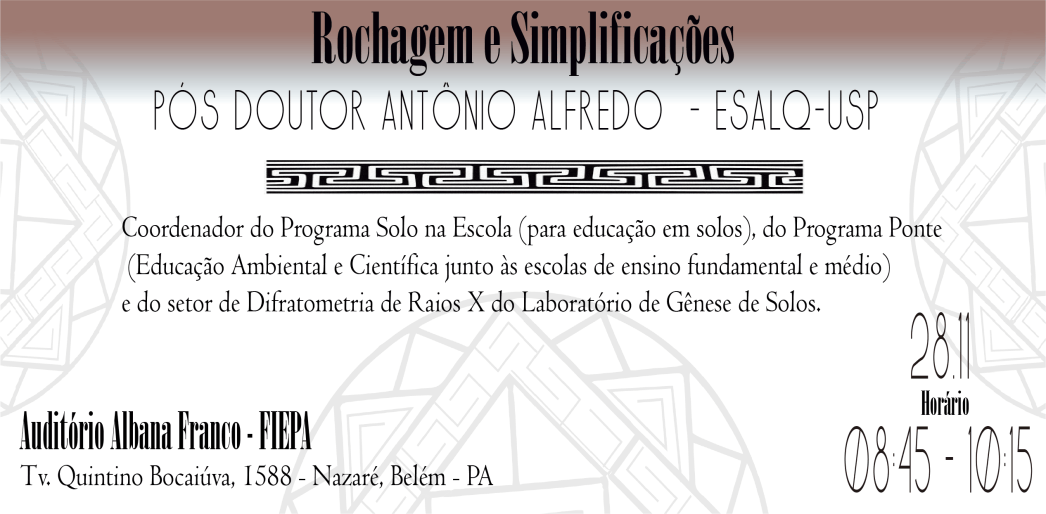 Rochagem e Simplificações
PÓS DOUTOR ANTÔNIO ALFREDO - ESALQ-USP
Coordenador do Programa Solo na Escola (para educação em solos), do Programa Ponte
(Educação Ambiental e Científica junto às escolas de ensino fundamental e médio)
e do setor de Difratometria de Raios X do Laboratório de Gênese de Solos.
28.11
Horário
08:45 - 10:15
Auditório Albana Franco - FIEPA
Tv. Quintino Bocaiúva, 1588 - Nazaré, Belém - PA